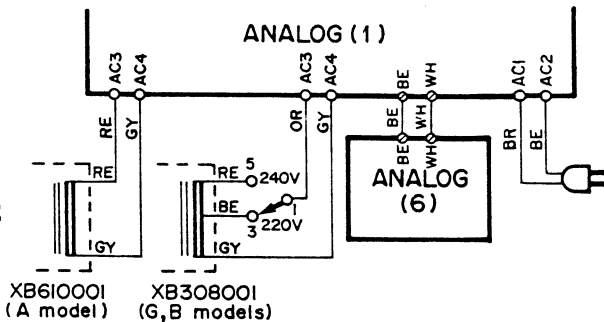 ANALOG (1)
AC3
AC4
AC3
AC4
BE
WH
AC1
AC2
RE
GY
OR
GY
BE
WH
BR
BE
BE
WH
RE
RE
5
240V
BE
1
3
220V
GY
GY
ANALOG
(6)
XB610001
(A model)
XB308001
(G,B models)